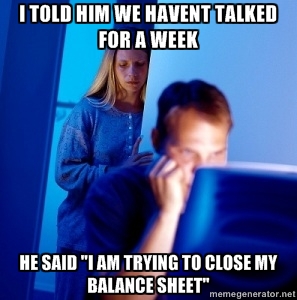 I TOLD HIM WE HAVENT TALKED
FOR A WEEK
HE SAID "I AM TRYING TO CLOSE MY
BALANCE SHEET"
memegenerator.net